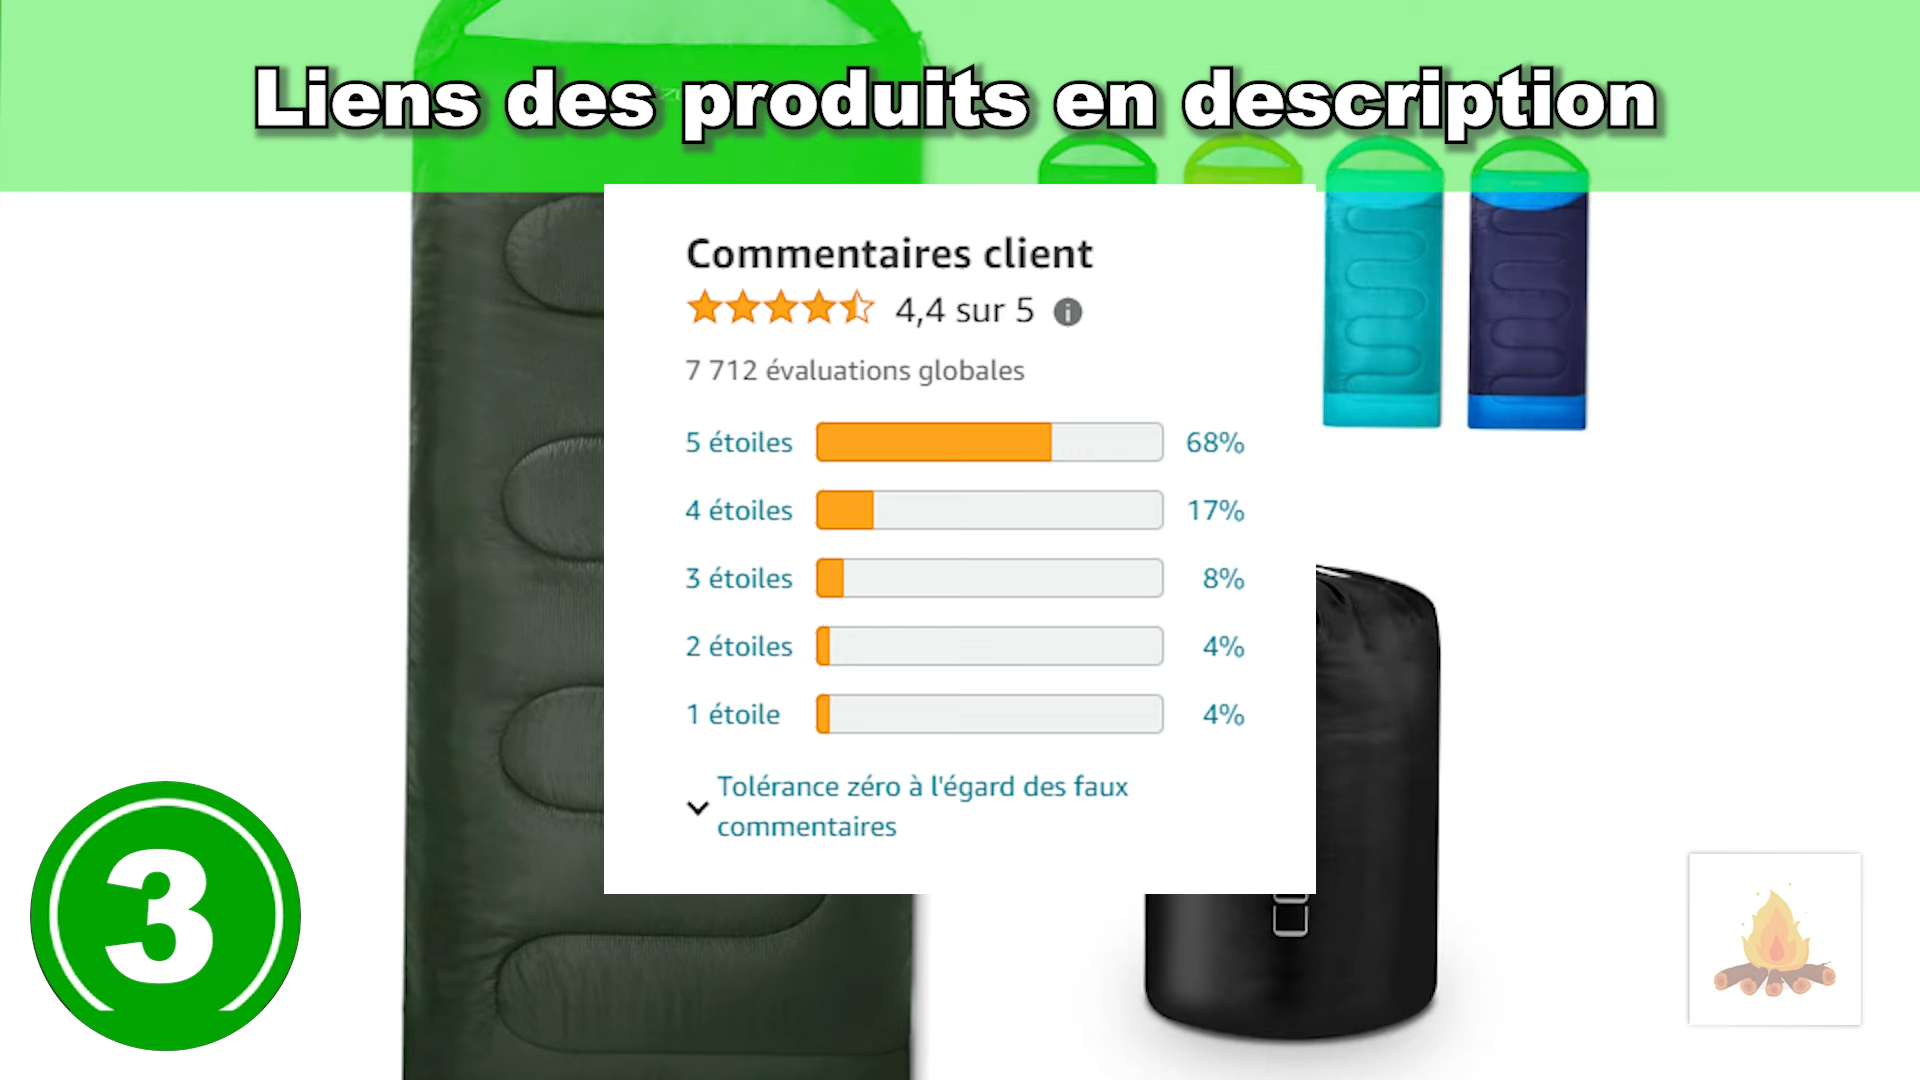 Liens des produits en description
Commentaires client
4,4 sur 5
7 712 évaluations globales
5 étoiles 68%
4 étoiles 17%
3 étoiles 8%
2 étoiles 4%
1 étoile 4%
Tolérance zéro à l'égard des faux
commentaires
3